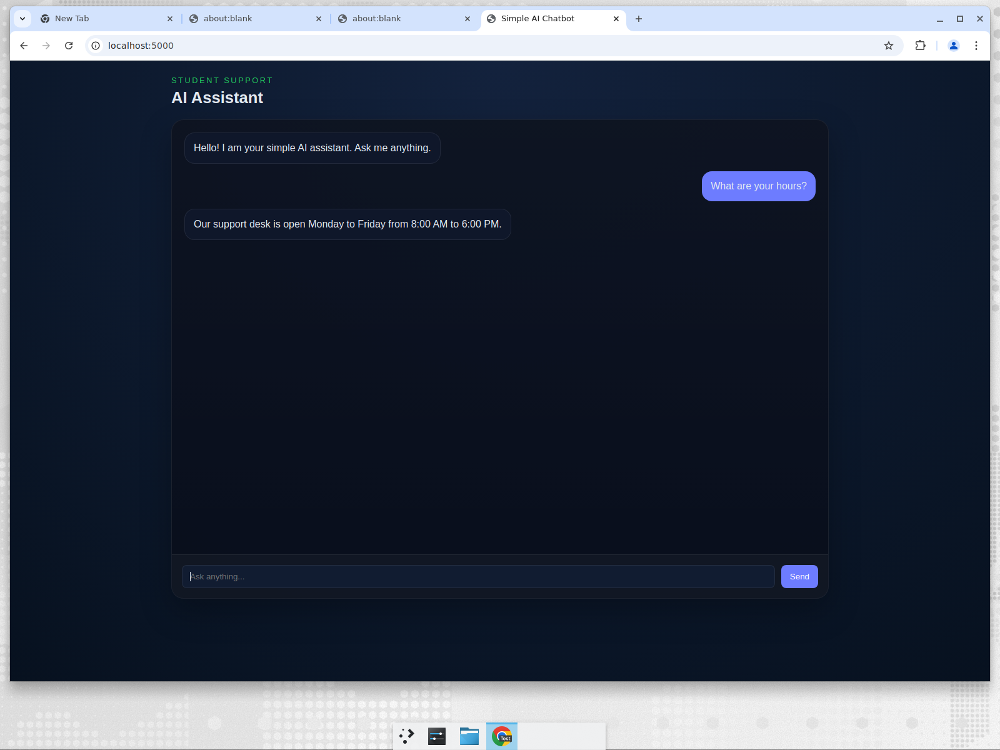 New Tab
about:blank
about:blank
Simple AI Chatbot
localhost:5000
STUDENT SUPPORT
AI Assistant
Hello! I am your simple AI assistant. Ask me anything.
What are your hours?
Our support desk is open Monday to Friday from 8:00 AM to 6:00 PM.
Ask anything...
Send
Test